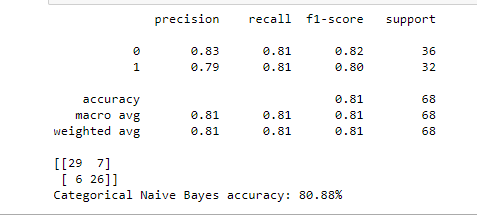 precision    recall  f1-score   support

           0       0.83      0.81      0.82        36
           1       0.79      0.81      0.80        32

    accuracy                           0.81        68
   macro avg       0.81      0.81      0.81        68
weighted avg       0.81      0.81      0.81        68

[[29  7]
 [ 6 26]]
Categorical Naive Bayes accuracy: 80.88%